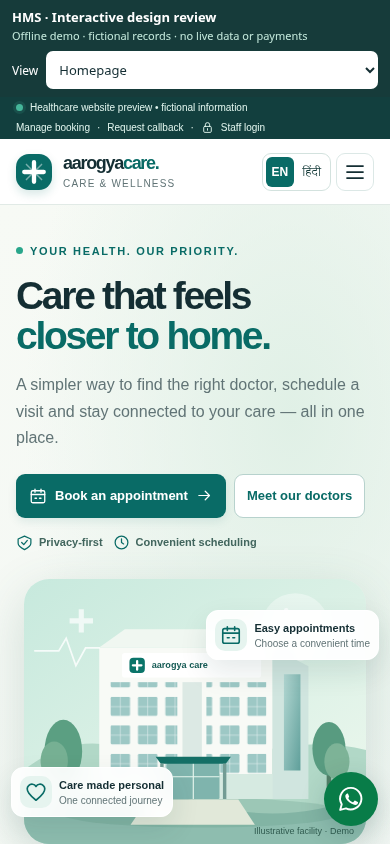 HMS · Interactive design review
Offline demo · fictional records · no live data or payments
View Homepage
Healthcare website preview • fictional information
Manage booking · Request callback · Staff login
aarogyacare.
CARE & WELLNESS
EN हिंदी
YOUR HEALTH. OUR PRIORITY.
Care that feels
closer to home.
A simpler way to find the right doctor, schedule a
visit and stay connected to your care — all in one
place.
Book an appointment
Meet our doctors
Privacy-first Convenient scheduling
Easy appointments
Choose a convenient time
aarogya care
Care made personal
One connected journey
Illustrative facility · Demo